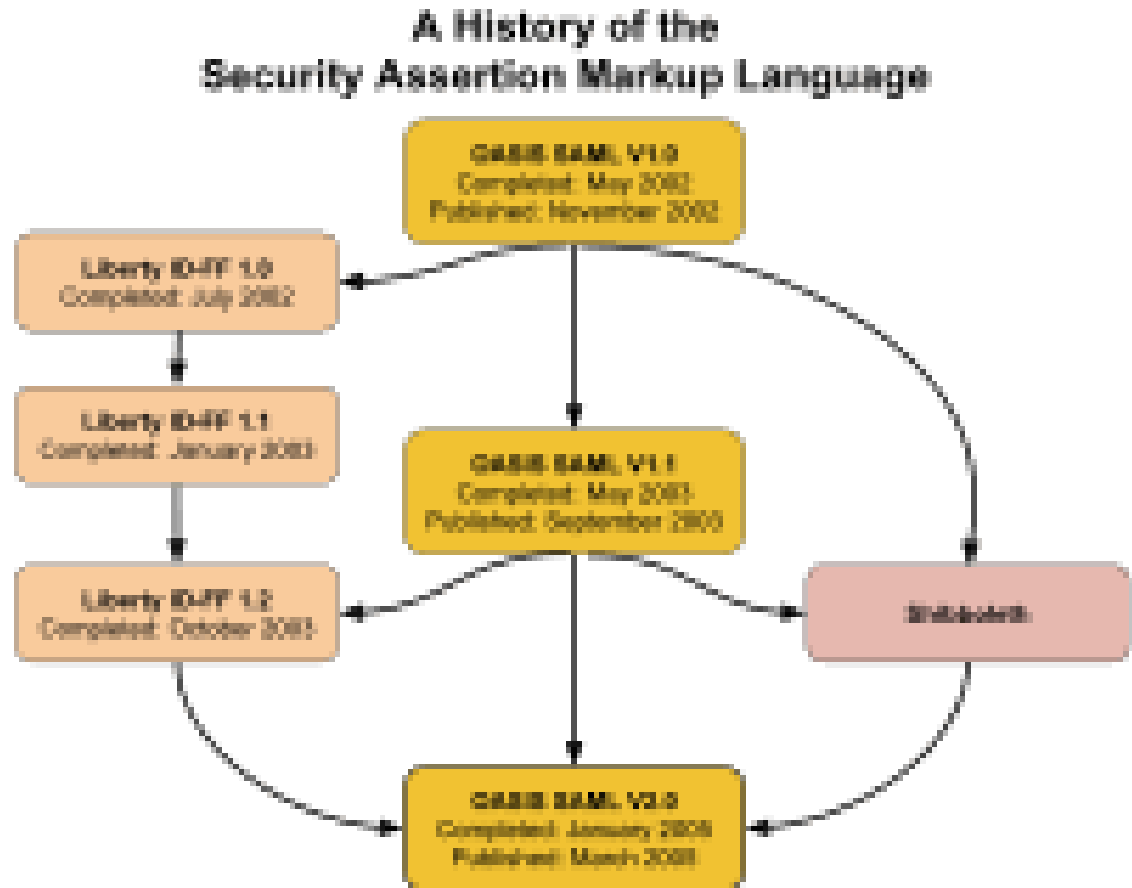 A History of the
Security Assertion Markup Language
OASIS SAML V1.0
Completed: May 2002
Published: November 2002
Liberty ID-FF 1.0
Completed: July 2002
Liberty ID-FF 1.1
Completed: January 2003
OASIS SAML V1.1
Completed: May 2003
Published: September 2003
Liberty ID-FF 1.2
Completed: October 2003
Shibboleth
OASIS SAML V2.0
Completed: January 2005
Published: March 2005